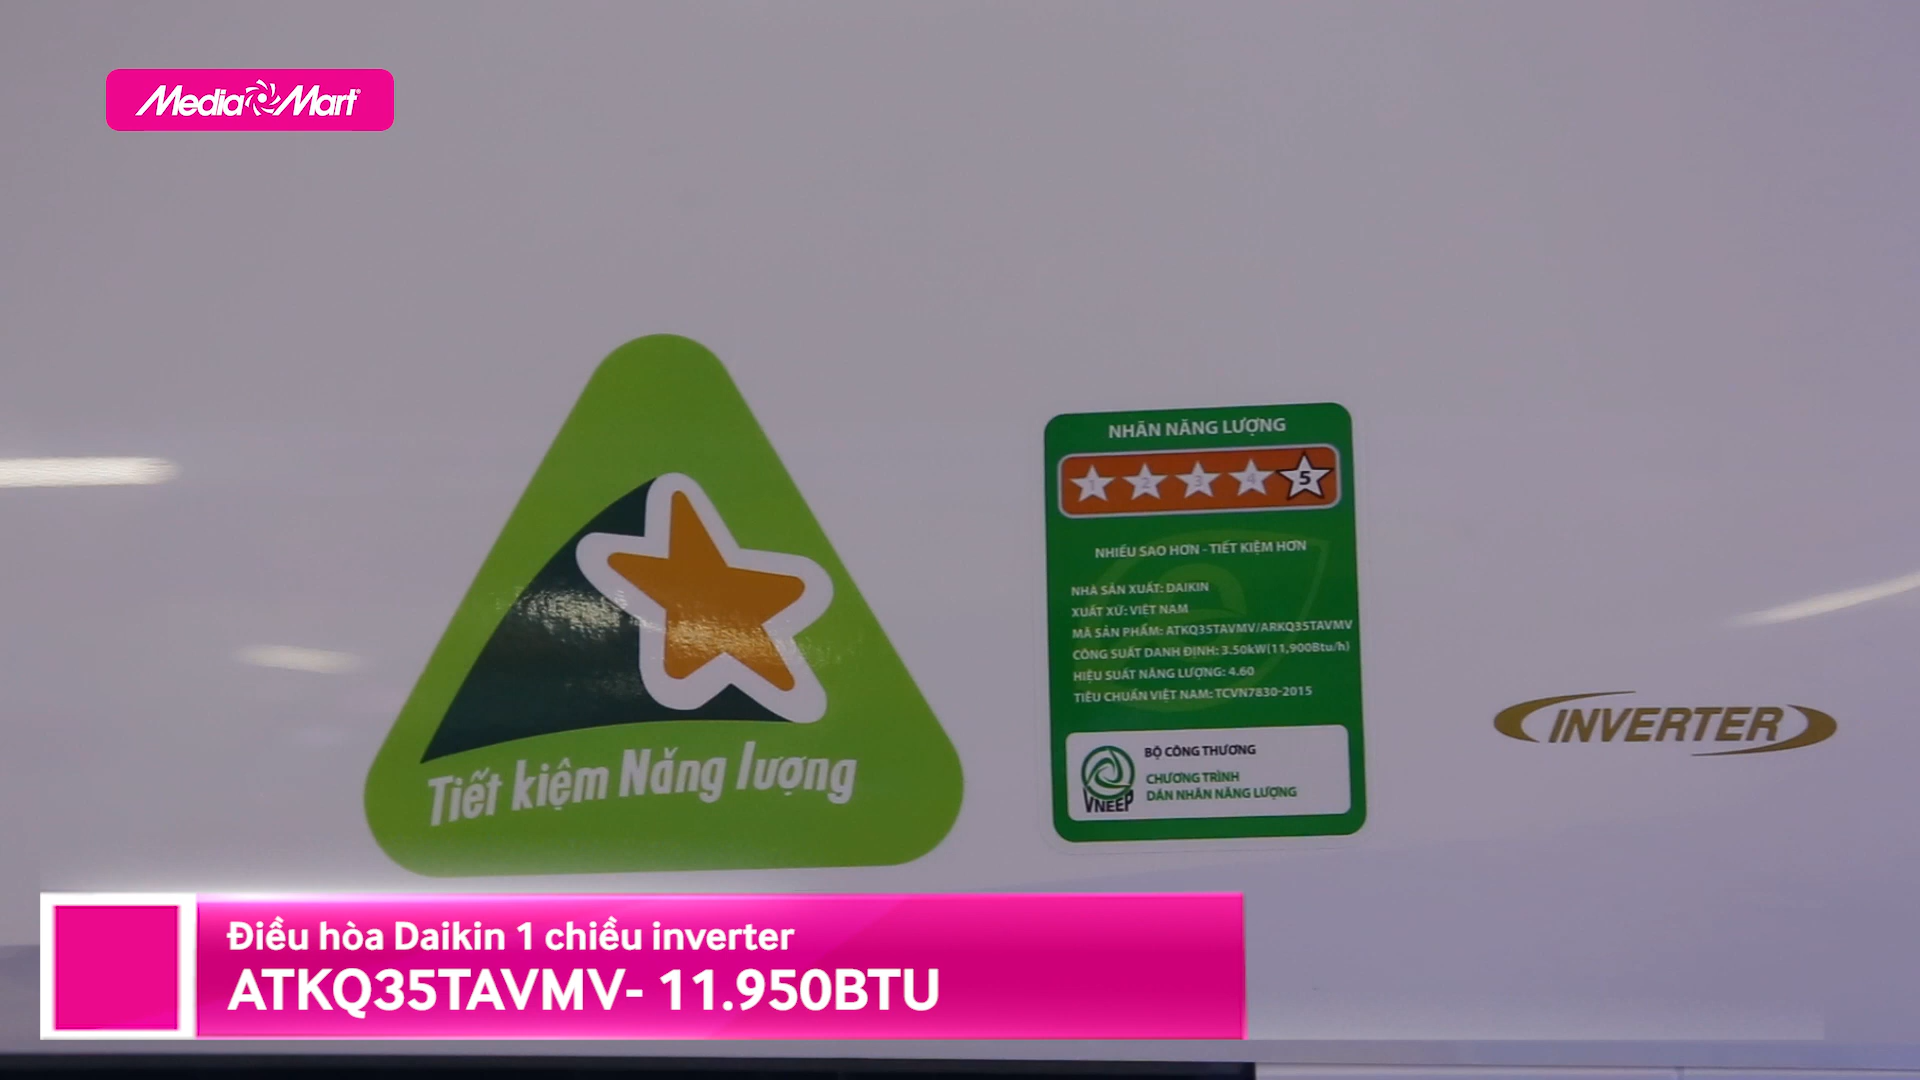 MediaMart
NHÃN NĂNG LƯỢNG
1 2 3 4 5
NHIỀU SAO HƠN - TIẾT KIỆM HƠN
NHÀ SẢN XUẤT: DAIKIN
XUẤT XỨ: VIỆT NAM
MÃ SẢN PHẨM: ATKQ35TAVMV/ARKQ35TAVMV
CÔNG SUẤT DANH ĐỊNH: 3.50kW(11,900Btu/h)
HIỆU SUẤT NĂNG LƯỢNG: 4.60
TIÊU CHUẨN VIỆT NAM: TCVN7830-2015
BỘ CÔNG THƯƠNG
CHƯƠNG TRÌNH
DÁN NHÃN NĂNG LƯỢNG
VNEEP
INVERTER
Tiết kiệm Năng lượng
Điều hòa Daikin 1 chiều inverter
ATKQ35TAVMV- 11.950BTU